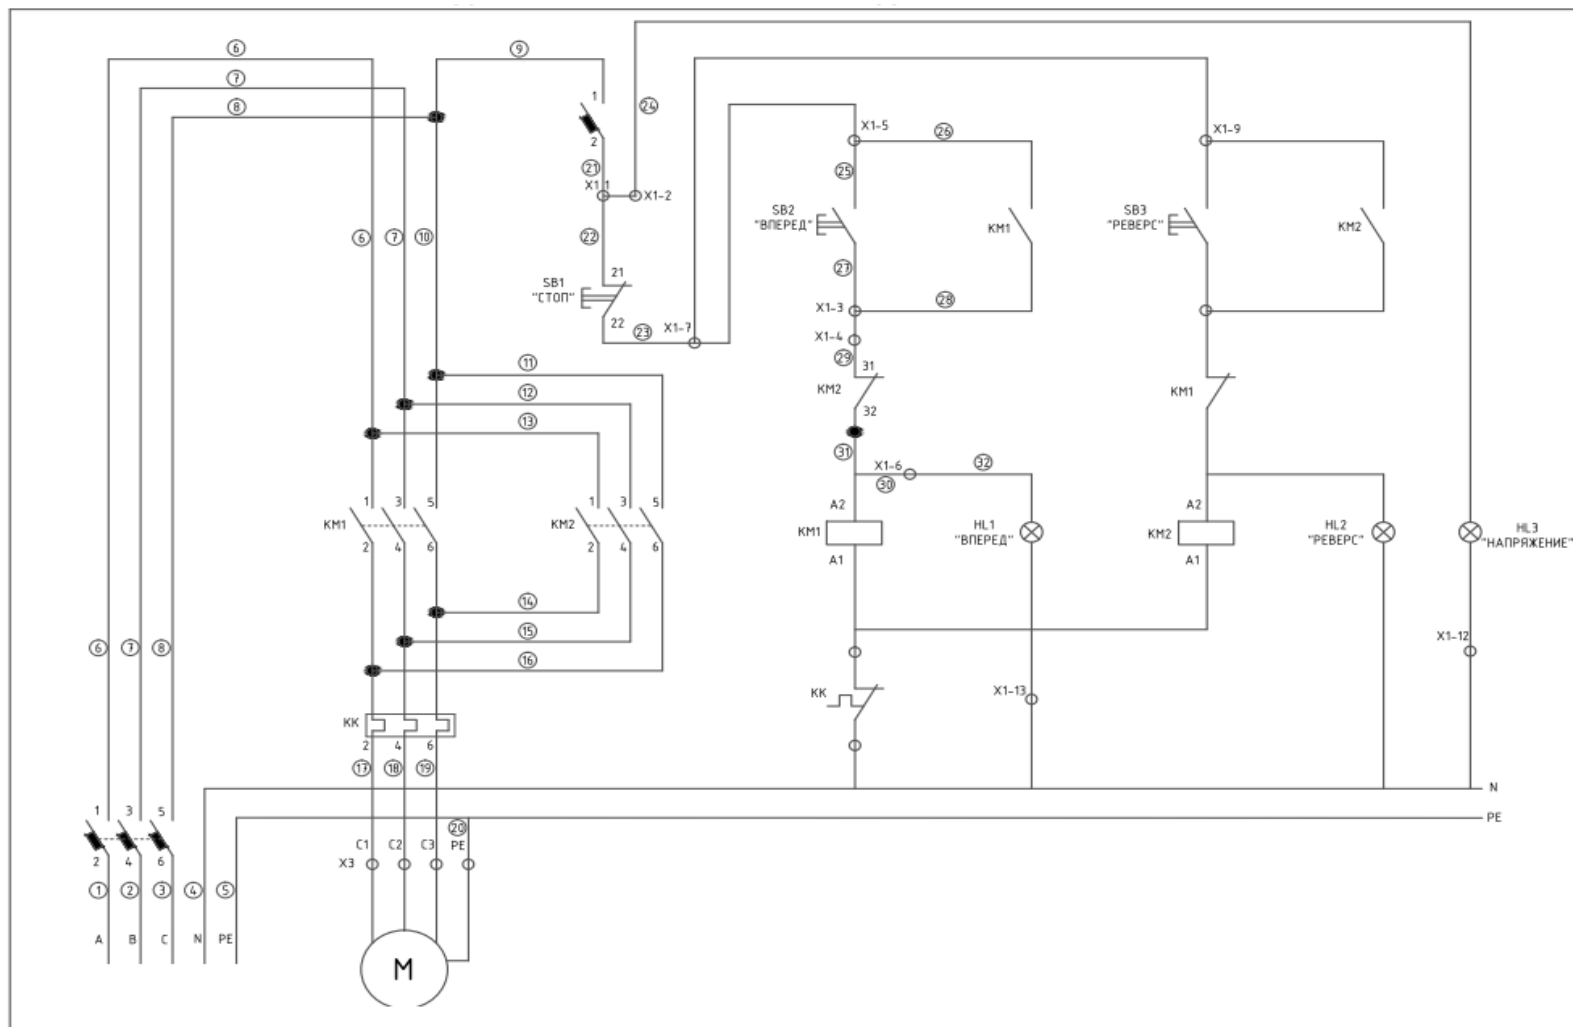 6
7
8
9
24
1
2
21
X1 1
X1-2
22
SB1
"СТОП"
21
22
23
X1-7
6
7
10
X1-5
26
25
SB2
"ВПЕРЕД"
KM1
27
X1-3
28
X1-4
29
31
KM2
32
31
X1-6
32
30
X1-9
SB3
"РЕВЕРС"
KM2
KM1
11
12
13
1
3
5
KM1
2
4
6
1
3
5
KM2
2
4
6
14
15
16
A2
KM1
A1
HL1
"ВПЕРЕД"
A2
KM2
A1
HL2
"РЕВЕРС"
HL3
"НАПРЯЖЕНИЕ"
X1-12
KK
X1-13
6
7
8
KK
2
4
6
17
18
19
N
PE
1
3
5
2
4
6
20
C1
C2
C3
PE
X3
1
2
3
4
5
A
B
C
N
PE
M